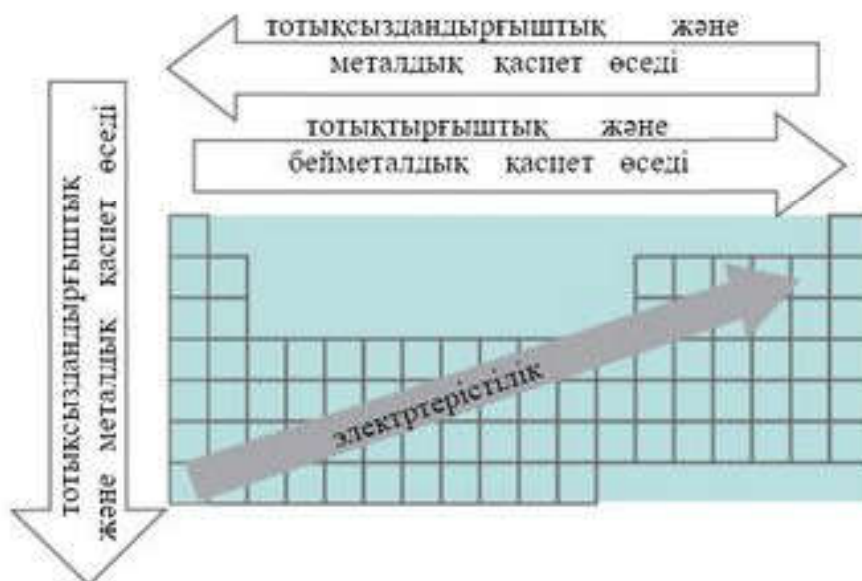 тотықсыздандырғыштық және
металдық қасиет өседі
тотықтырғыштық және
бейметалдық қасиет өседі
тотықсыздандырғыштық
және металдық қасиет өседі
электртерістілік